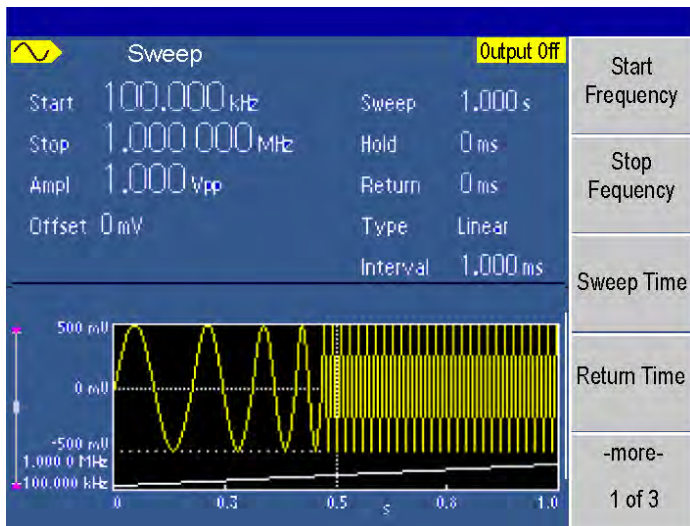 Sweep
Output Off
Start 100.000 kHz
Sweep 1.000 s
Stop 1.000 000 MHz
Hold 0 ms
Ampl 1.000 Vpp
Return 0 ms
Offset 0 mV
Type Linear
Interval 1.000 ms
500 mU
0 mU
-500 mU
1.000 0 MHz
100.000 kHz
0 0.3 0.5 0.8 1.0
s
Start
Frequency
Stop
Fequency
Sweep Time
Return Time
-more-
1 of 3